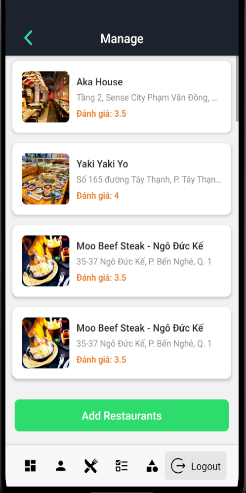 Manage
Aka House
Tầng 2, Sense City Phạm Văn Đồng, ...
Đánh giá: 3.5
Yaki Yaki Yo
Số 165 đường Tây Thạnh, P. Tây Thạn...
Đánh giá: 4
Moo Beef Steak - Ngô Đức Kế
35-37 Ngô Đức Kế, P. Bến Nghé, Q. 1
Đánh giá: 3.5
Moo Beef Steak - Ngô Đức Kế
35-37 Ngô Đức Kế, P. Bến Nghé, Q. 1
Đánh giá: 3.5
Add Restaurants
Logout